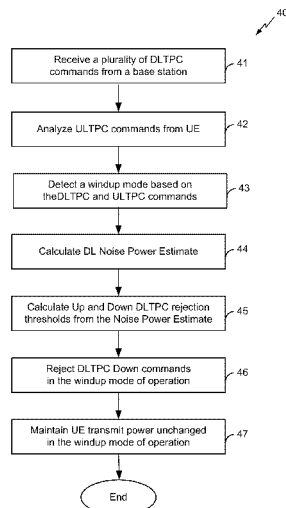 40
Receive a plurality of DLTPC
commands from a base station
41
Analyze ULTPC commands from UE
42
Detect a windup mode based on
theDLTPC and ULTPC commands
43
Calculate DL Noise Power Estimate
44
Calculate Up and Down DLTPC rejection
thresholds from the Noise Power Estimate
45
Reject DLTPC Down commands
in the windup mode of operation
46
Maintain UE transmit power unchanged
in the windup mode of operation
47
End